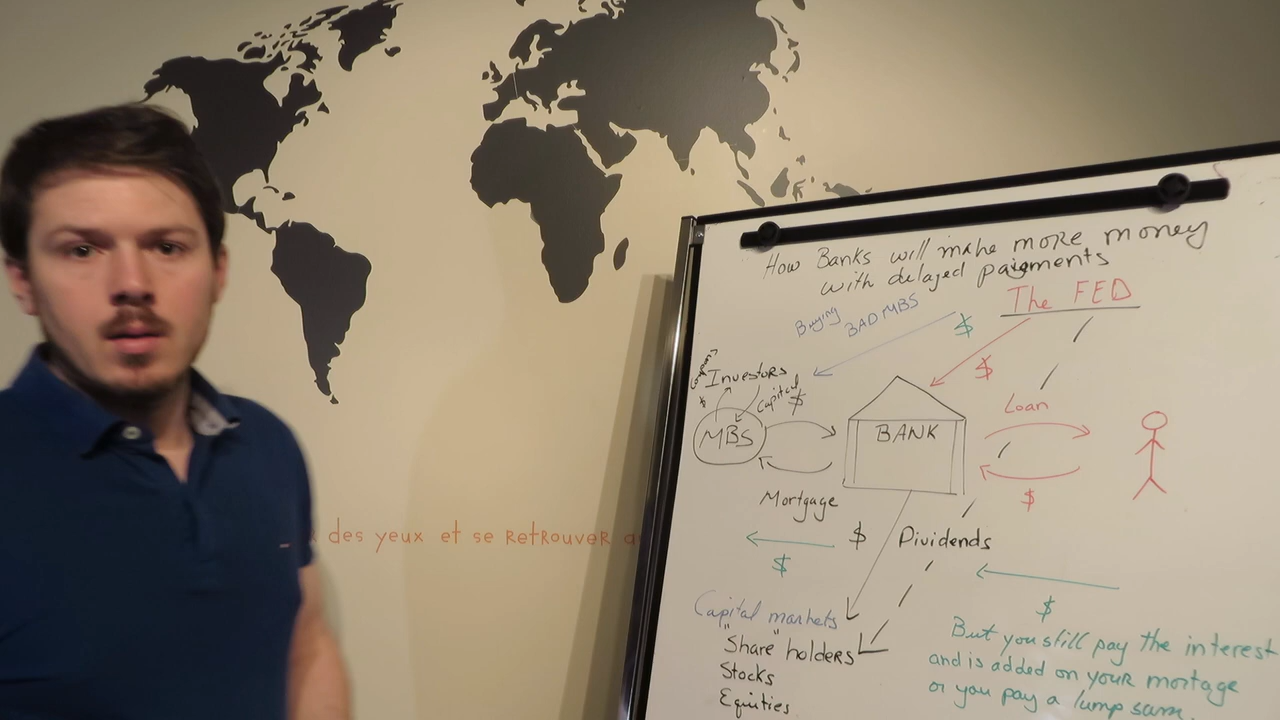 How Banks will make more money
with delayed paigments
The FED
Buying BAD MBS
$
$
Investors
$
Capital $
MBS
BANK
Loan
$
Mortgage
$
$
Dividends
$
Capital markets
"Share" holders
Stocks
Equities
But you still pay the interest
and is added on your mortage
or you pay a lump sum
des yeux et se retrouver